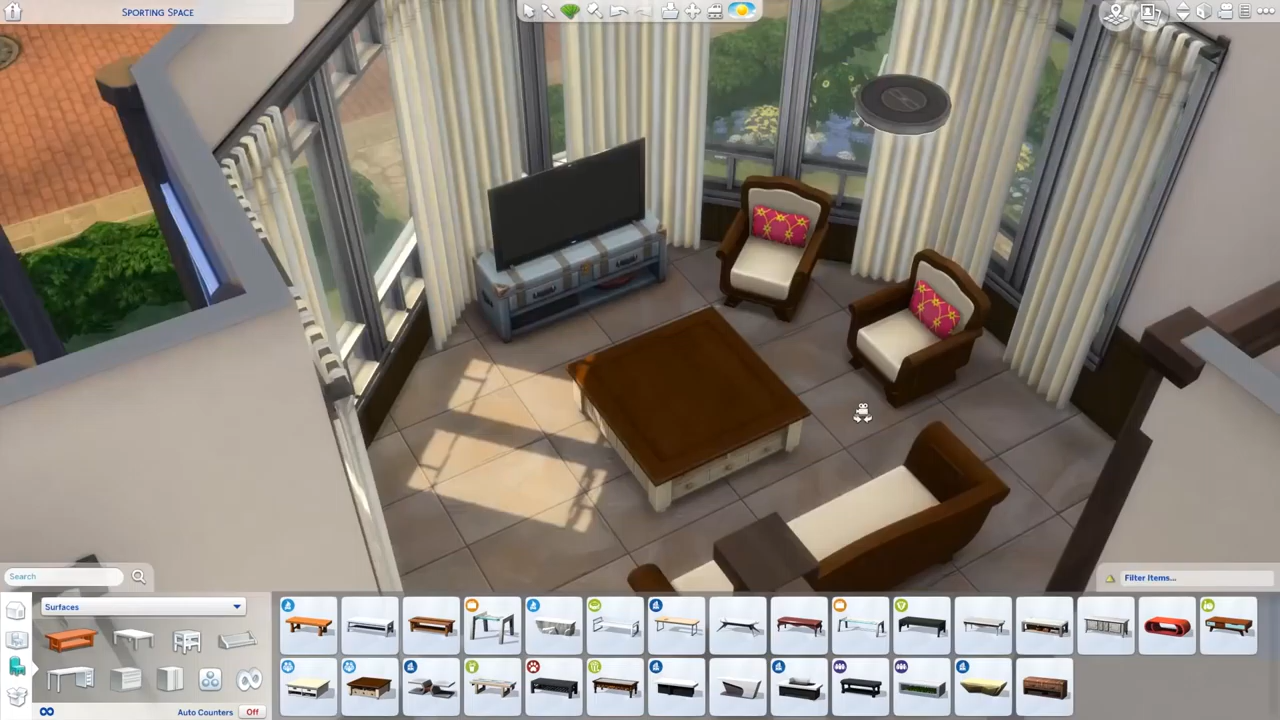 SPORTING SPACE
Search
Filter Items...
Surfaces
Auto Counters
Off